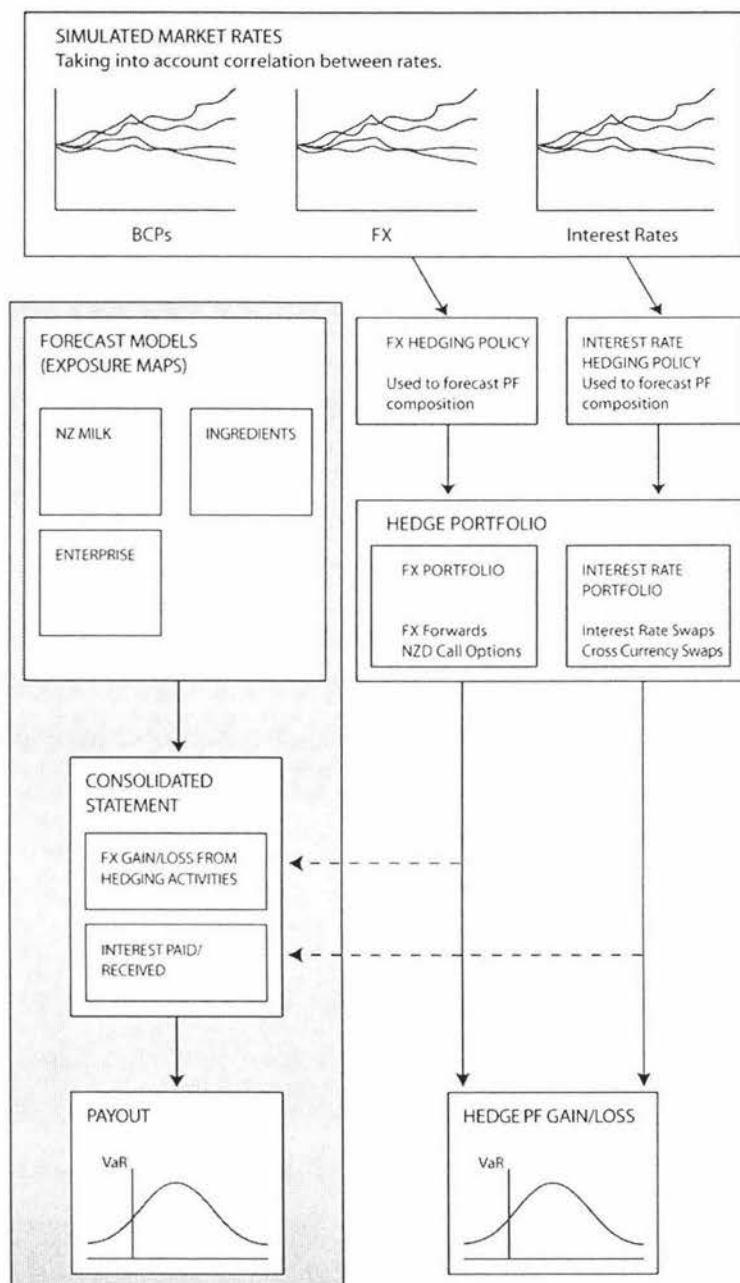 SIMULATED MARKET RATES
Taking into account correlation between rates.
BCPs
FX
Interest Rates
FORECAST MODELS
(EXPOSURE MAPS)
NZ MILK
INGREDIENTS
ENTERPRISE
FX HEDGING POLICY
Used to forecast PF
composition
INTEREST RATE
HEDGING POLICY
Used to forecast PF
composition
HEDGE PORTFOLIO
FX PORTFOLIO
FX Forwards
NZD Call Options
INTEREST RATE
PORTFOLIO
Interest Rate Swaps
Cross Currency Swaps
CONSOLIDATED
STATEMENT
FX GAIN/LOSS FROM
HEDGING ACTIVITIES
INTEREST PAID/
RECEIVED
PAYOUT
VaR
HEDGE PF GAIN/LOSS
VaR